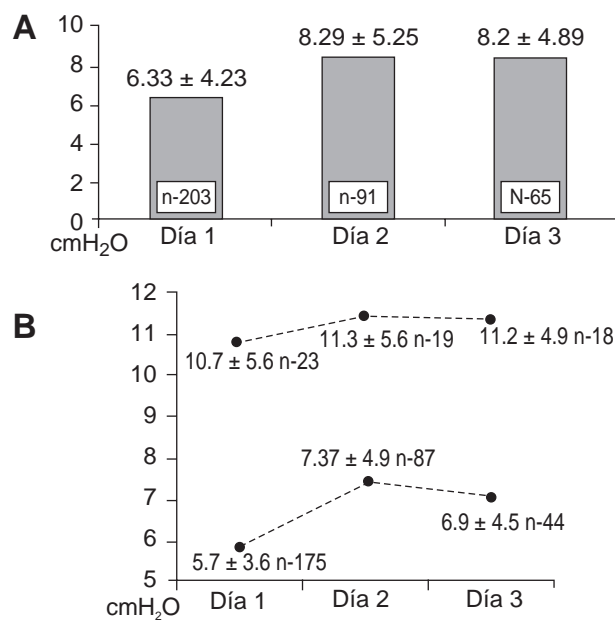 A
10
8.29 ± 5.25
8.2 ± 4.89
6.33 ± 4.23
8
6
4
2
n-203
n-91
N-65
0
cmH₂O
Día 1
Día 2
Día 3
B
12
11
10.7 ± 5.6 n-23
11.3 ± 5.6 n-19
11.2 ± 4.9 n-18
10
9
8
7.37 ± 4.9 n-87
7
6.9 ± 4.5 n-44
6
5.7 ± 3.6 n-175
5
cmH₂O
Día 1
Día 2
Día 3